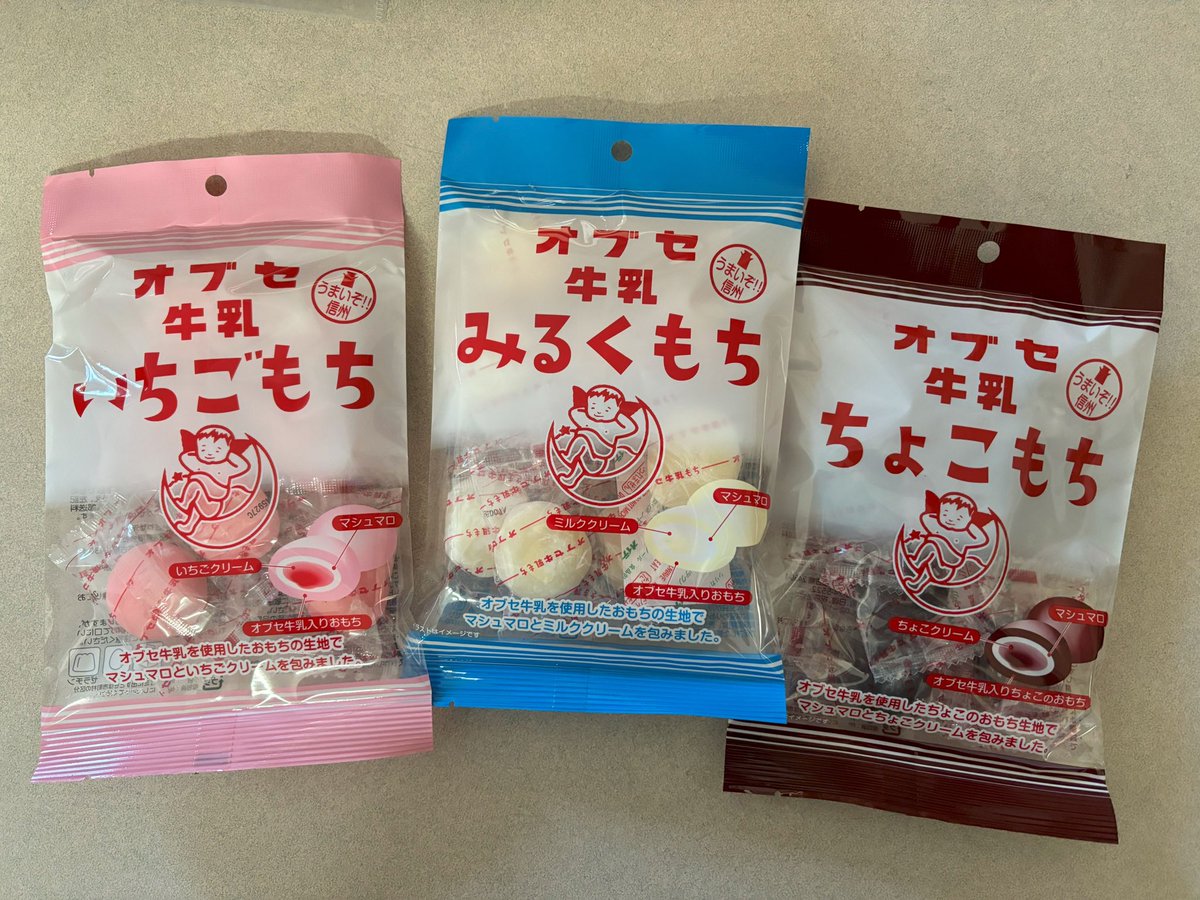 オブセ
牛乳
いちごもち
うまいぞ!!
信州
マシュマロ
いちごクリーム
オブセ牛乳入りおもち
オブセ牛乳を使用したおもちの生地で
マシュマロといちごクリームを包みました。
オブセ
牛乳
みるくもち
うまいぞ!!
信州
マシュマロ
ミルククリーム
オブセ牛乳入りおもち
オブセ牛乳を使用したおもちの生地で
マシュマロとミルククリームを包みました。
オブセ
牛乳
ちょこもち
うまいぞ!!
信州
マシュマロ
ちょこクリーム
オブセ牛乳入りちょこのおもち
オブセ牛乳を使用したちょこのおもち生地で
マシュマロとちょこクリームを包みました。